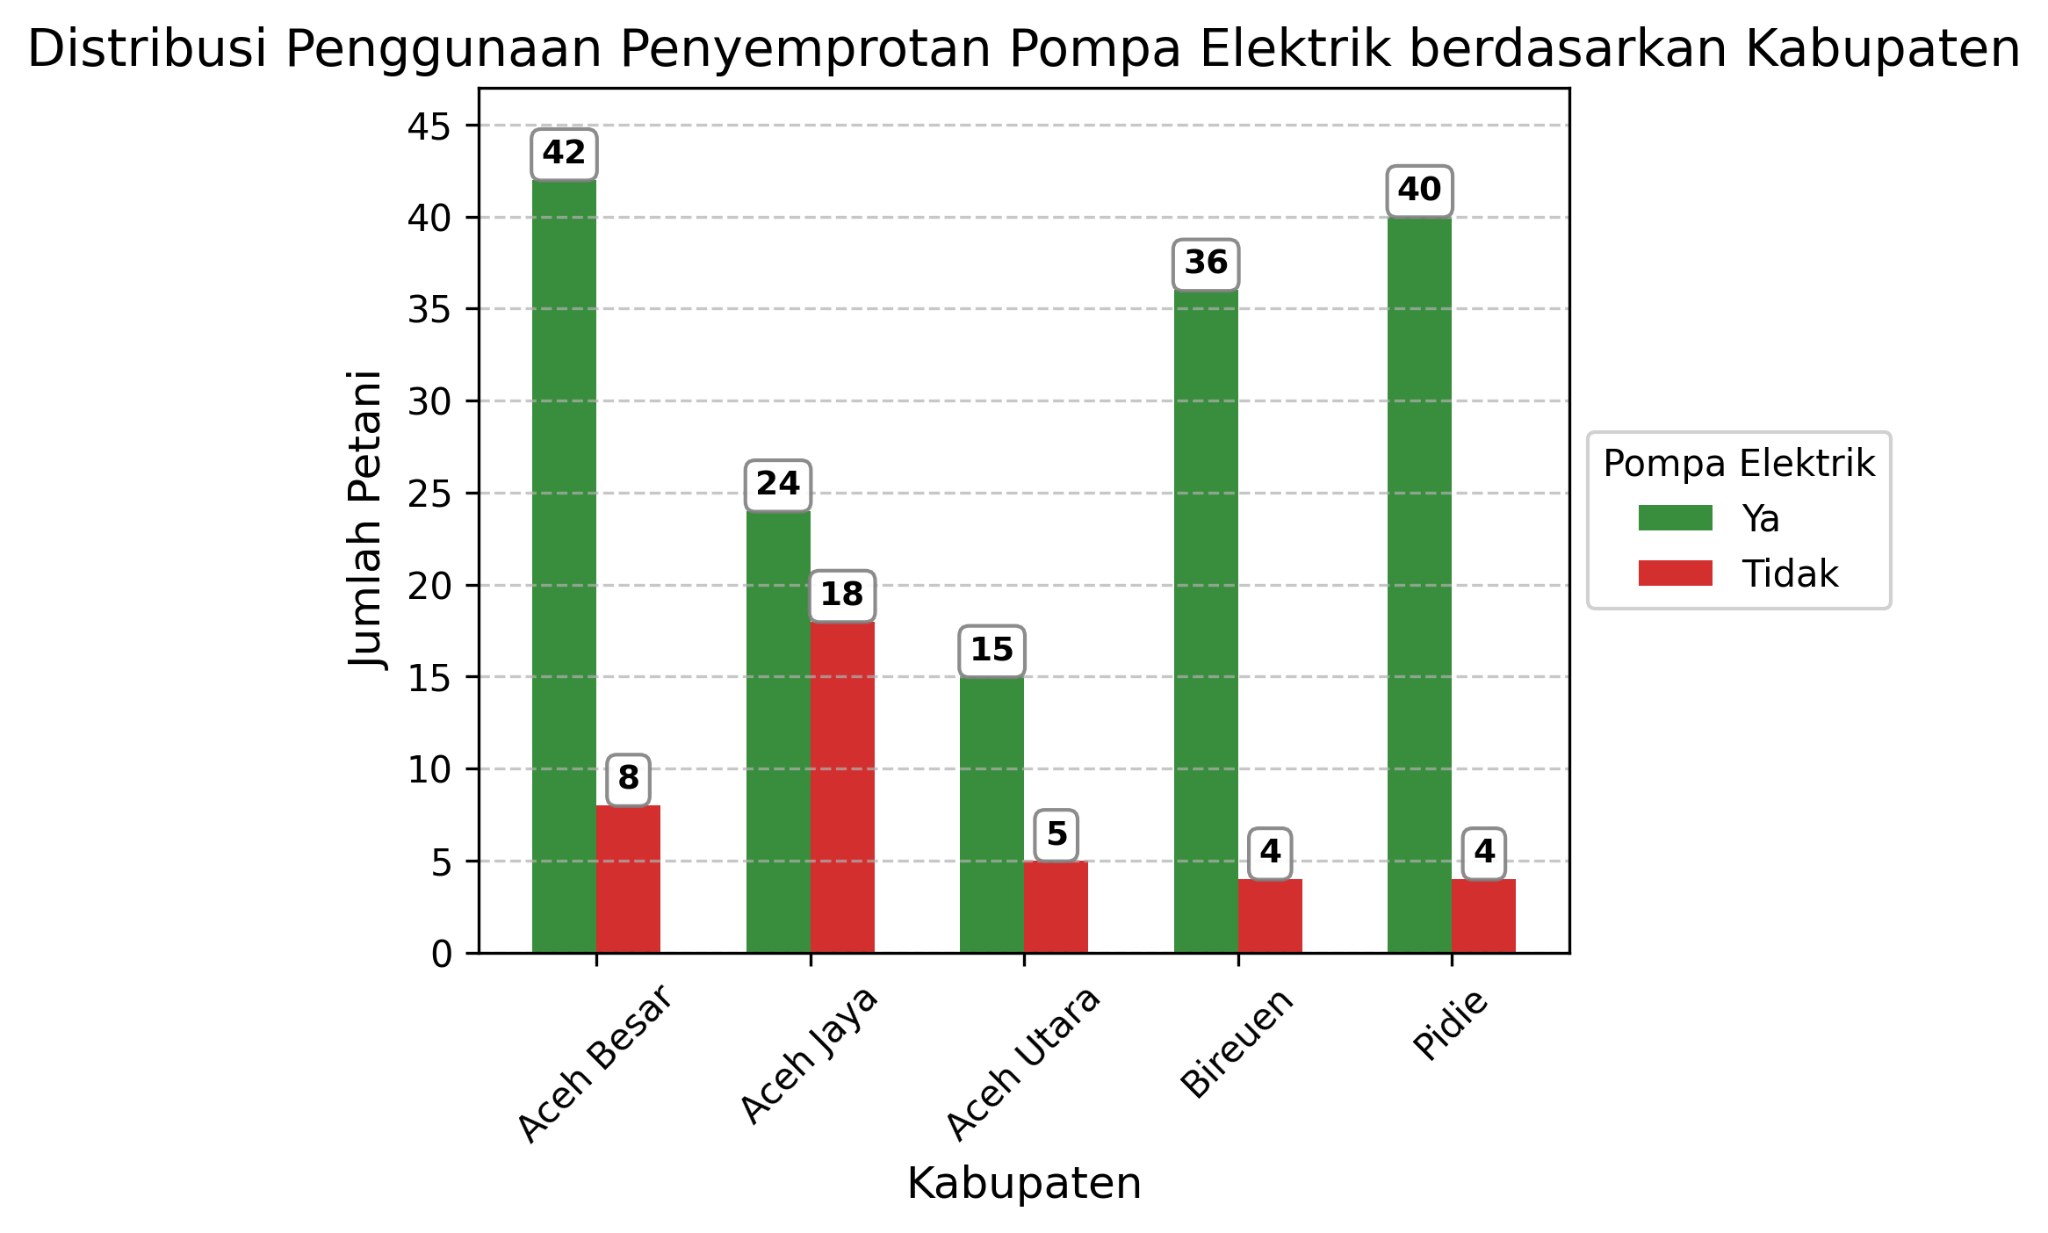 Distribusi Penggunaan Penyemprotan Pompa Elektrik berdasarkan Kabupaten
Jumlah Petani
45
40
35
30
25
20
15
10
5
0
42
8
24
18
15
5
36
4
40
4
Aceh Besar
Aceh Jaya
Aceh Utara
Bireuen
Pidie
Kabupaten
Pompa Elektrik
Ya
Tidak